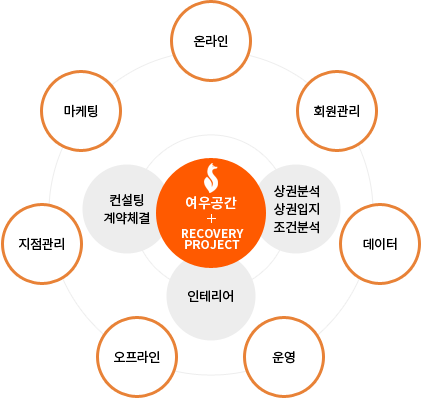 온라인
마케팅
회원관리
컨설팅
계약체결
여우공간
+
RECOVERY
PROJECT
상권분석
상권입지
조건분석
지점관리
데이터
인테리어
오프라인
운영